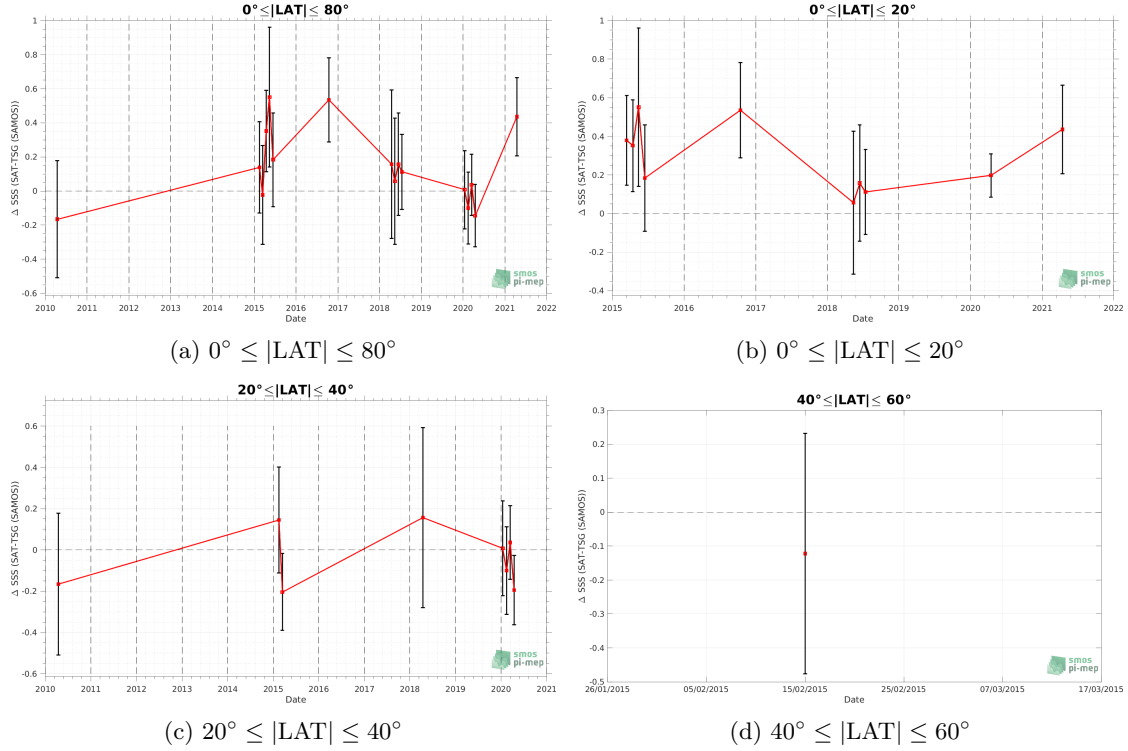 0°≤|LAT|≤ 80°
Δ SSS (SAT-TSG (SAMOS))
1
0.8
0.6
0.4
0.2
0
-0.2
-0.4
-0.6
2010 2011 2012 2013 2014 2015 2016 2017 2018 2019 2020 2021 2022
Date
smos
pi-mep
(a) 0° ≤ |LAT| ≤ 80°
0°≤|LAT|≤ 20°
Δ SSS (SAT-TSG (SAMOS))
1
0.8
0.6
0.4
0.2
0
-0.2
-0.4
2015 2016 2017 2018 2019 2020 2021 2022
Date
smos
pi-mep
(b) 0° ≤ |LAT| ≤ 20°
20°≤|LAT|≤ 40°
Δ SSS (SAT-TSG (SAMOS))
0.6
0.4
0.2
0
-0.2
-0.4
-0.6
2010 2011 2012 2013 2014 2015 2016 2017 2018 2019 2020 2021
Date
smos
pi-mep
(c) 20° ≤ |LAT| ≤ 40°
40°≤|LAT|≤ 60°
Δ SSS (SAT-TSG (SAMOS))
0.3
0.2
0.1
0
-0.1
-0.2
-0.3
-0.4
-0.5
26/01/2015 05/02/2015 15/02/2015 25/02/2015 07/03/2015 17/03/2015
Date
smos
pi-mep
(d) 40° ≤ |LAT| ≤ 60°